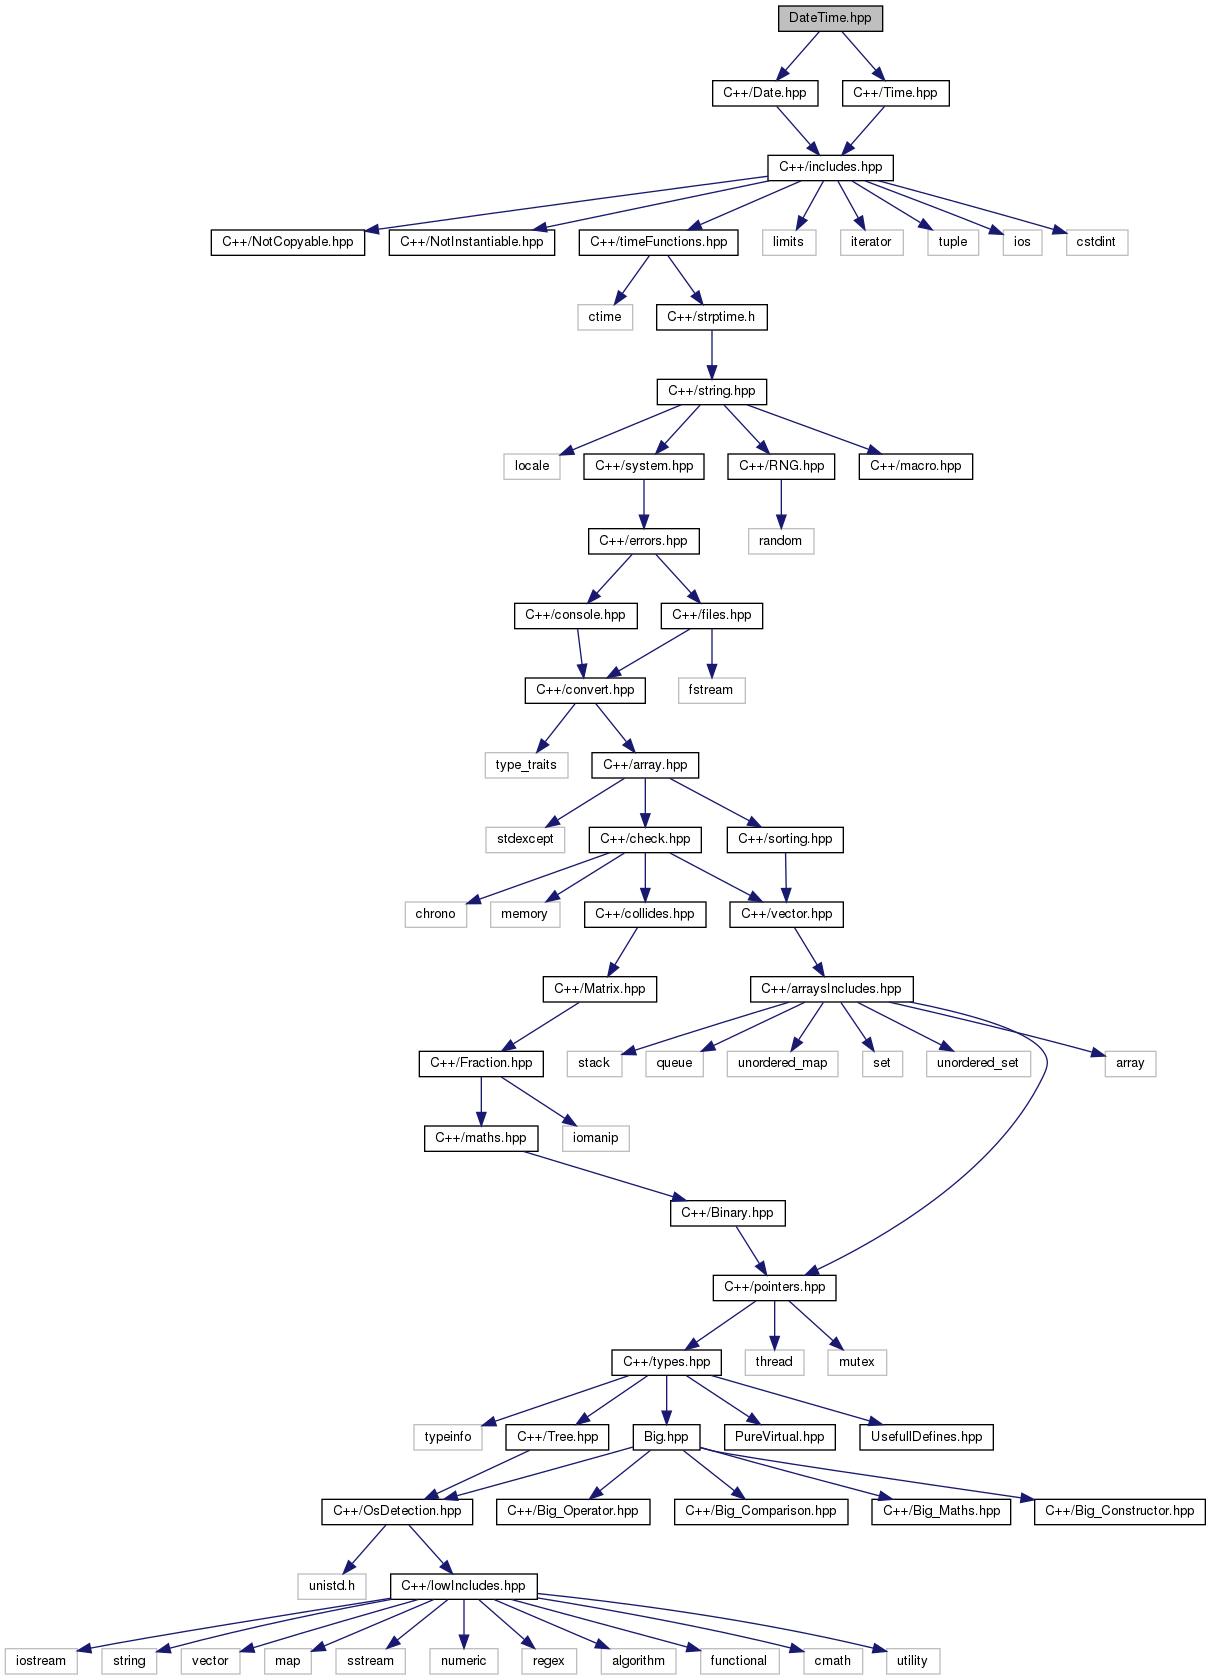 DateTime.hpp
C++/Date.hpp
C++/Time.hpp
C++/includes.hpp
C++/NotCopyable.hpp
C++/NotInstantiable.hpp
C++/timeFunctions.hpp
limits
iterator
tuple
ios
cstdint
ctime
C++/strptime.h
C++/string.hpp
locale
C++/system.hpp
C++/RNG.hpp
C++/macro.hpp
C++/errors.hpp
random
C++/console.hpp
C++/files.hpp
C++/convert.hpp
fstream
type_traits
C++/array.hpp
stdexcept
C++/check.hpp
C++/sorting.hpp
chrono
memory
C++/collides.hpp
C++/vector.hpp
C++/Matrix.hpp
C++/arraysIncludes.hpp
C++/Fraction.hpp
stack
queue
unordered_map
set
unordered_set
array
C++/maths.hpp
iomanip
C++/Binary.hpp
C++/pointers.hpp
C++/types.hpp
thread
mutex
typeinfo
C++/Tree.hpp
Big.hpp
PureVirtual.hpp
UsefullDefines.hpp
C++/OsDetection.hpp
C++/Big_Operator.hpp
C++/Big_Comparison.hpp
C++/Big_Maths.hpp
C++/Big_Constructor.hpp
unistd.h
C++/lowIncludes.hpp
iostream
string
vector
map
sstream
numeric
regex
algorithm
functional
cmath
utility